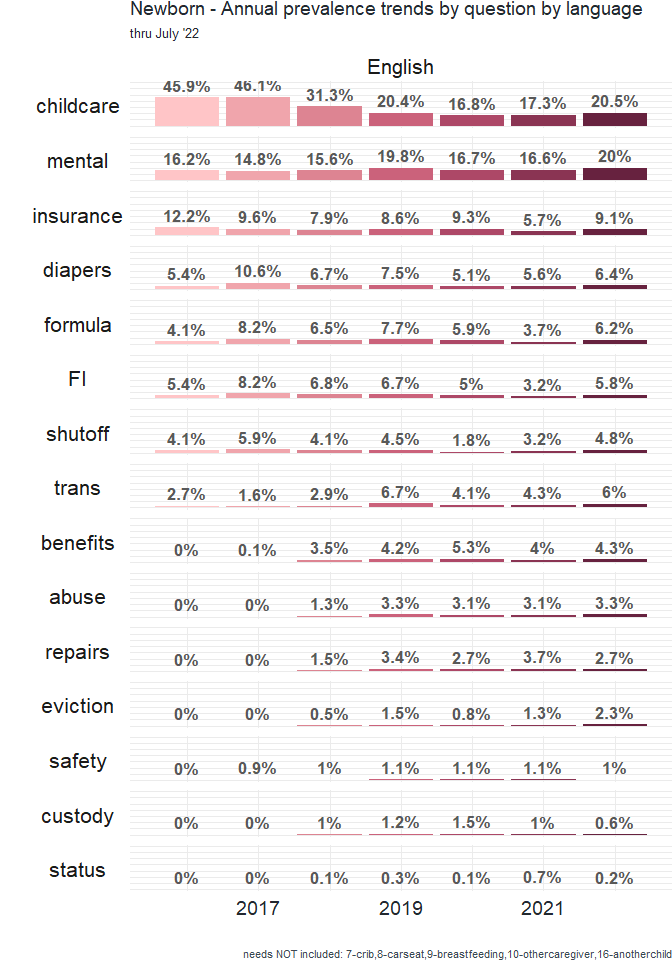 Newborn - Annual prevalence trends by question by language
thru July '22
English
childcare 45.9% 46.1% 31.3% 20.4% 16.8% 17.3% 20.5%
mental 16.2% 14.8% 15.6% 19.8% 16.7% 16.6% 20%
insurance 12.2% 9.6% 7.9% 8.6% 9.3% 5.7% 9.1%
diapers 5.4% 10.6% 6.7% 7.5% 5.1% 5.6% 6.4%
formula 4.1% 8.2% 6.5% 7.7% 5.9% 3.7% 6.2%
FI 5.4% 8.2% 6.8% 6.7% 5% 3.2% 5.8%
shutoff 4.1% 5.9% 4.1% 4.5% 1.8% 3.2% 4.8%
trans 2.7% 1.6% 2.9% 6.7% 4.1% 4.3% 6%
benefits 0% 0.1% 3.5% 4.2% 5.3% 4% 4.3%
abuse 0% 0% 1.3% 3.3% 3.1% 3.1% 3.3%
repairs 0% 0% 1.5% 3.4% 2.7% 3.7% 2.7%
eviction 0% 0% 0.5% 1.5% 0.8% 1.3% 2.3%
safety 0% 0.9% 1% 1.1% 1.1% 1.1% 1%
custody 0% 0% 1% 1.2% 1.5% 1% 0.6%
status 0% 0% 0.1% 0.3% 0.1% 0.7% 0.2%
2017 2019 2021
needs NOT included: 7-crib,8-carseat,9-breastfeeding,10-othercaregiver,16-anotherchild